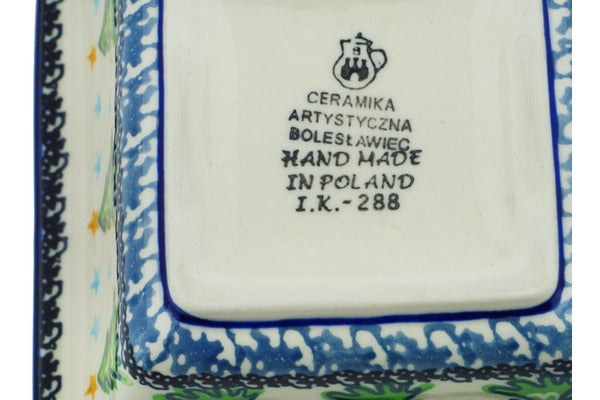 CERAMIKA
ARTYSTYCZNA
BOLESŁAWIEC
HAND MADE
IN POLAND
I.K.-288